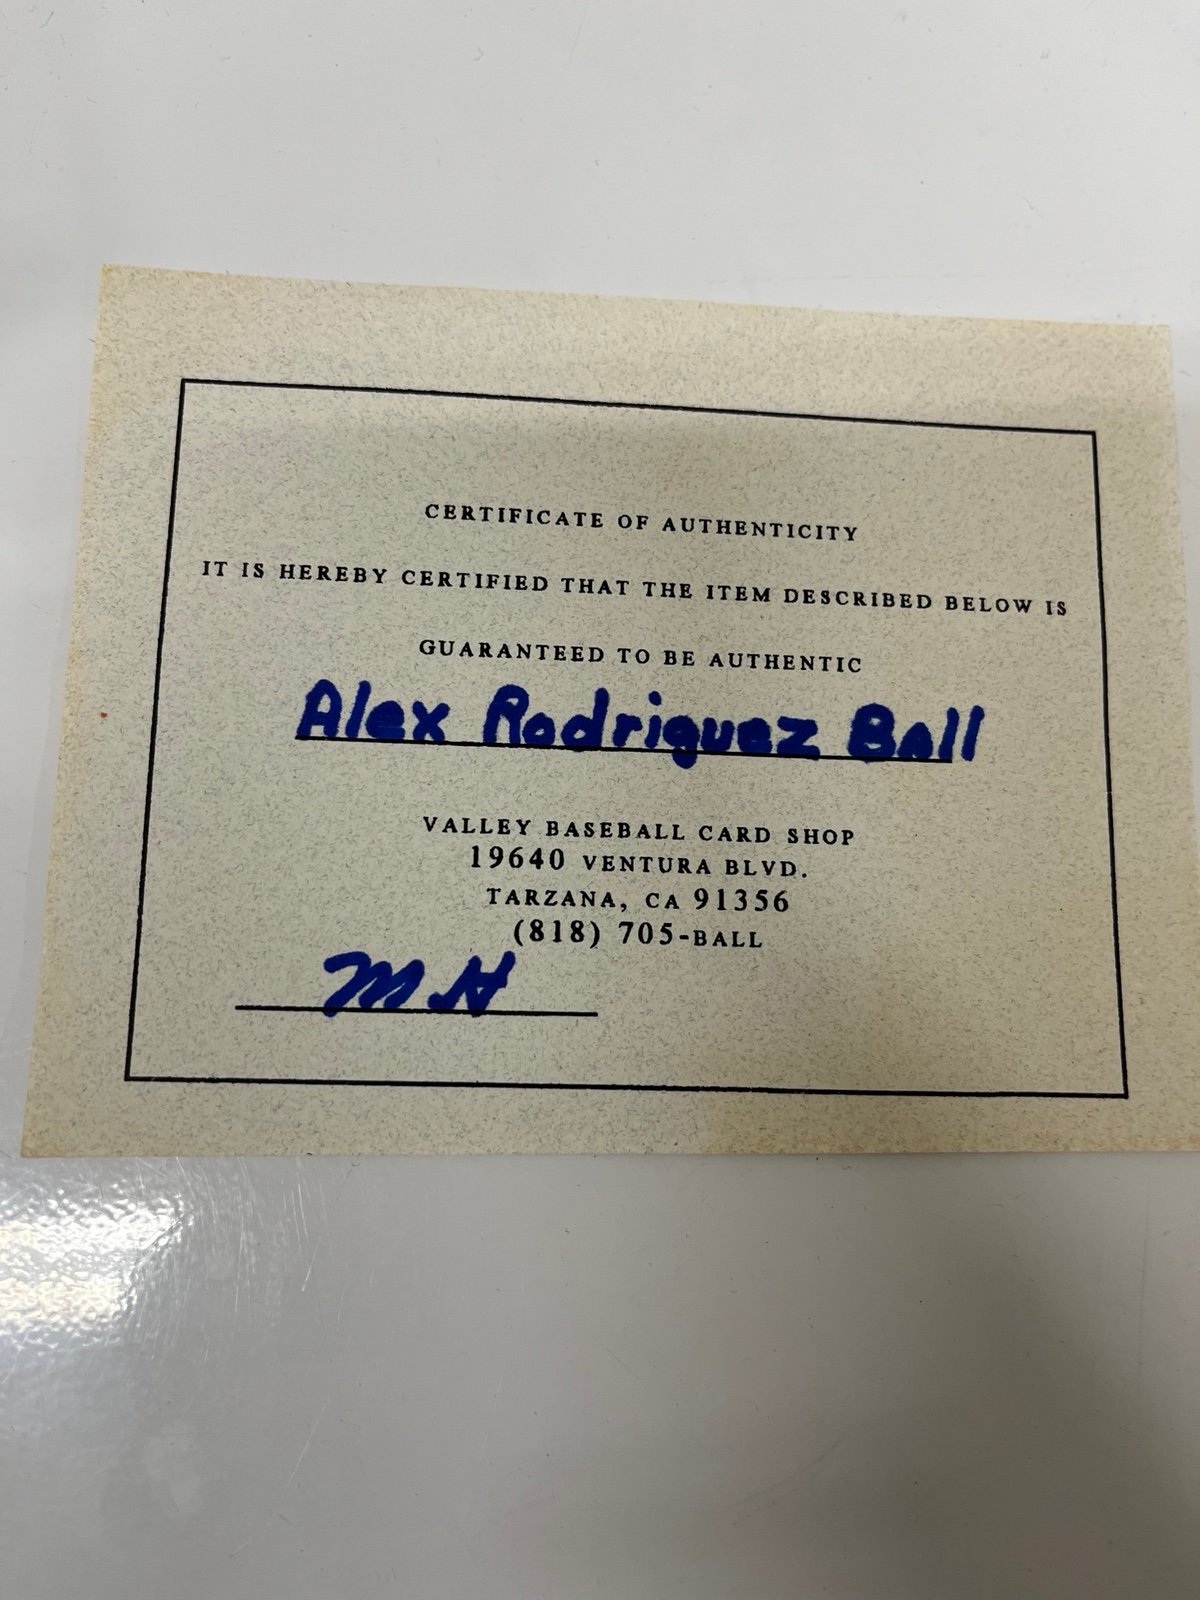 CERTIFICATE OF AUTHENTICITY
IT IS HEREBY CERTIFIED THAT THE ITEM DESCRIBED BELOW IS
GUARANTEED TO BE AUTHENTIC
Alex Rodriguez Ball
VALLEY BASEBALL CARD SHOP
19640 VENTURA BLVD.
TARZANA, CA 91356
(818) 705-BALL
M H